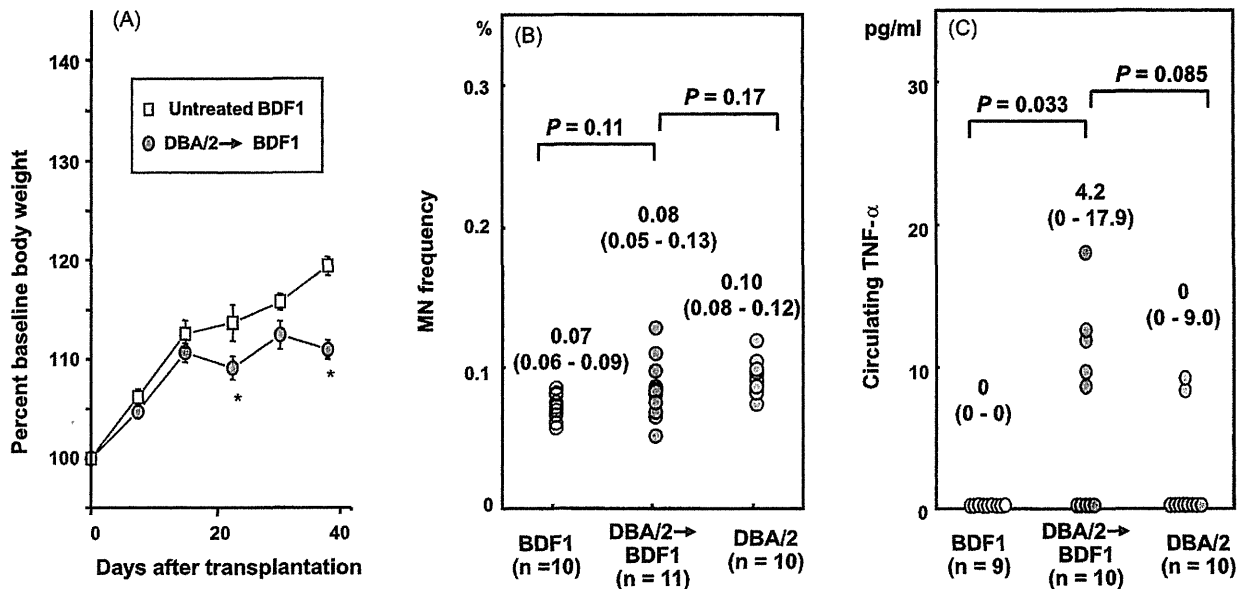 (A)
140
130
120
110
100
Percent baseline body weight
Untreated BDF1
DBA/2→ BDF1
*
*
0
20
40
Days after transplantation
%
(B)
0.3
0.2
0.1
0
MN frequency
P = 0.17
P = 0.11
0.08
(0.05 - 0.13)
0.10
(0.08 - 0.12)
0.07
(0.06 - 0.09)
BDF1
(n =10)
DBA/2→
BDF1
(n = 11)
DBA/2
(n = 10)
pg/ml
(C)
30
20
10
0
Circulating TNF-α
P = 0.085
P = 0.033
4.2
(0 - 17.9)
0
(0 - 9.0)
0
(0 - 0)
BDF1
(n = 9)
DBA/2→
BDF1
(n = 10)
DBA/2
(n = 10)